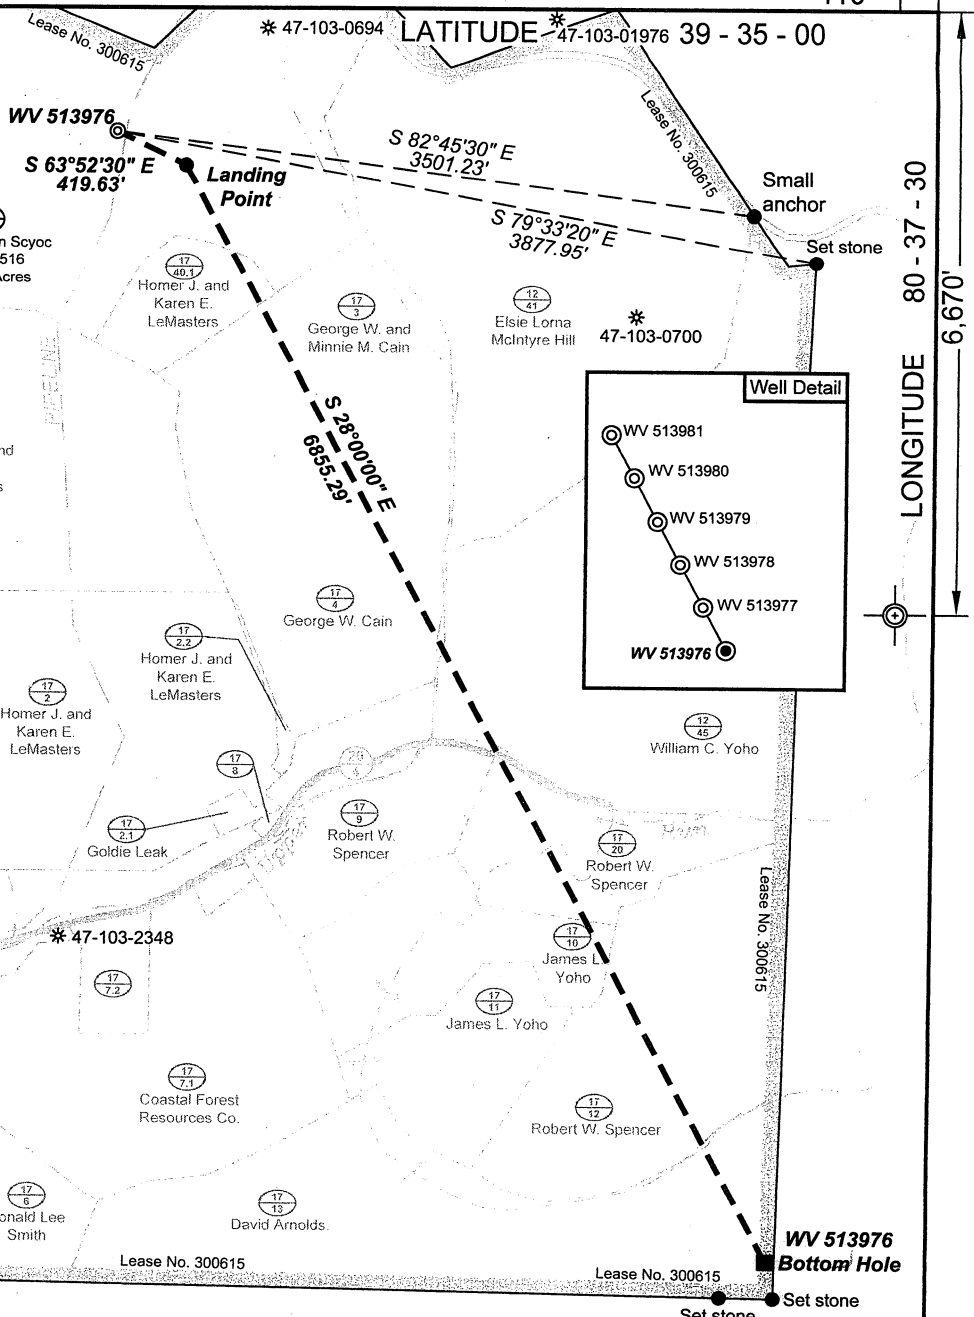 Lease No. 300615
47-103-0694
LATITUDE
47-103-01976
39 - 35 - 00
WV 513976
S 63°52'30" E
419.63'
Landing
Point
S 82°45'30" E
3501.23'
S 79°33'20" E
3877.95'
Lease No. 300615
Small
anchor
Set stone
LONGITUDE 80 - 37 - 30
6,670'
n Scyoc
516
Acres
17
40.1
Homer J. and
Karen E.
LeMasters
17
3
George W. and
Minnie M. Cain
12
41
Elsie Lorna
McIntyre Hill
47-103-0700
PIPELINE
nd
s
S 28°00'00" E
6855.29'
Well Detail
WV 513981
WV 513980
WV 513979
WV 513978
WV 513977
WV 513976
17
4
George W. Cain
17
2.2
Homer J. and
Karen E.
LeMasters
17
2
Homer J. and
Karen E.
LeMasters
12
45
William C. Yoho
17
8
20
4
17
2.1
Goldie Leak
17
9
Robert W.
Spencer
17
20
Robert W.
Spencer
Run
Lease No. 300615
47-103-2348
17
7.2
17
10
James L
Yoho
17
11
James L. Yoho
17
7.1
Coastal Forest
Resources Co.
17
12
Robert W. Spencer
17
6
onald Lee
Smith
17
13
David Arnolds
Lease No. 300615
Lease No. 300615
WV 513976
Bottom Hole
Set stone
Set stone